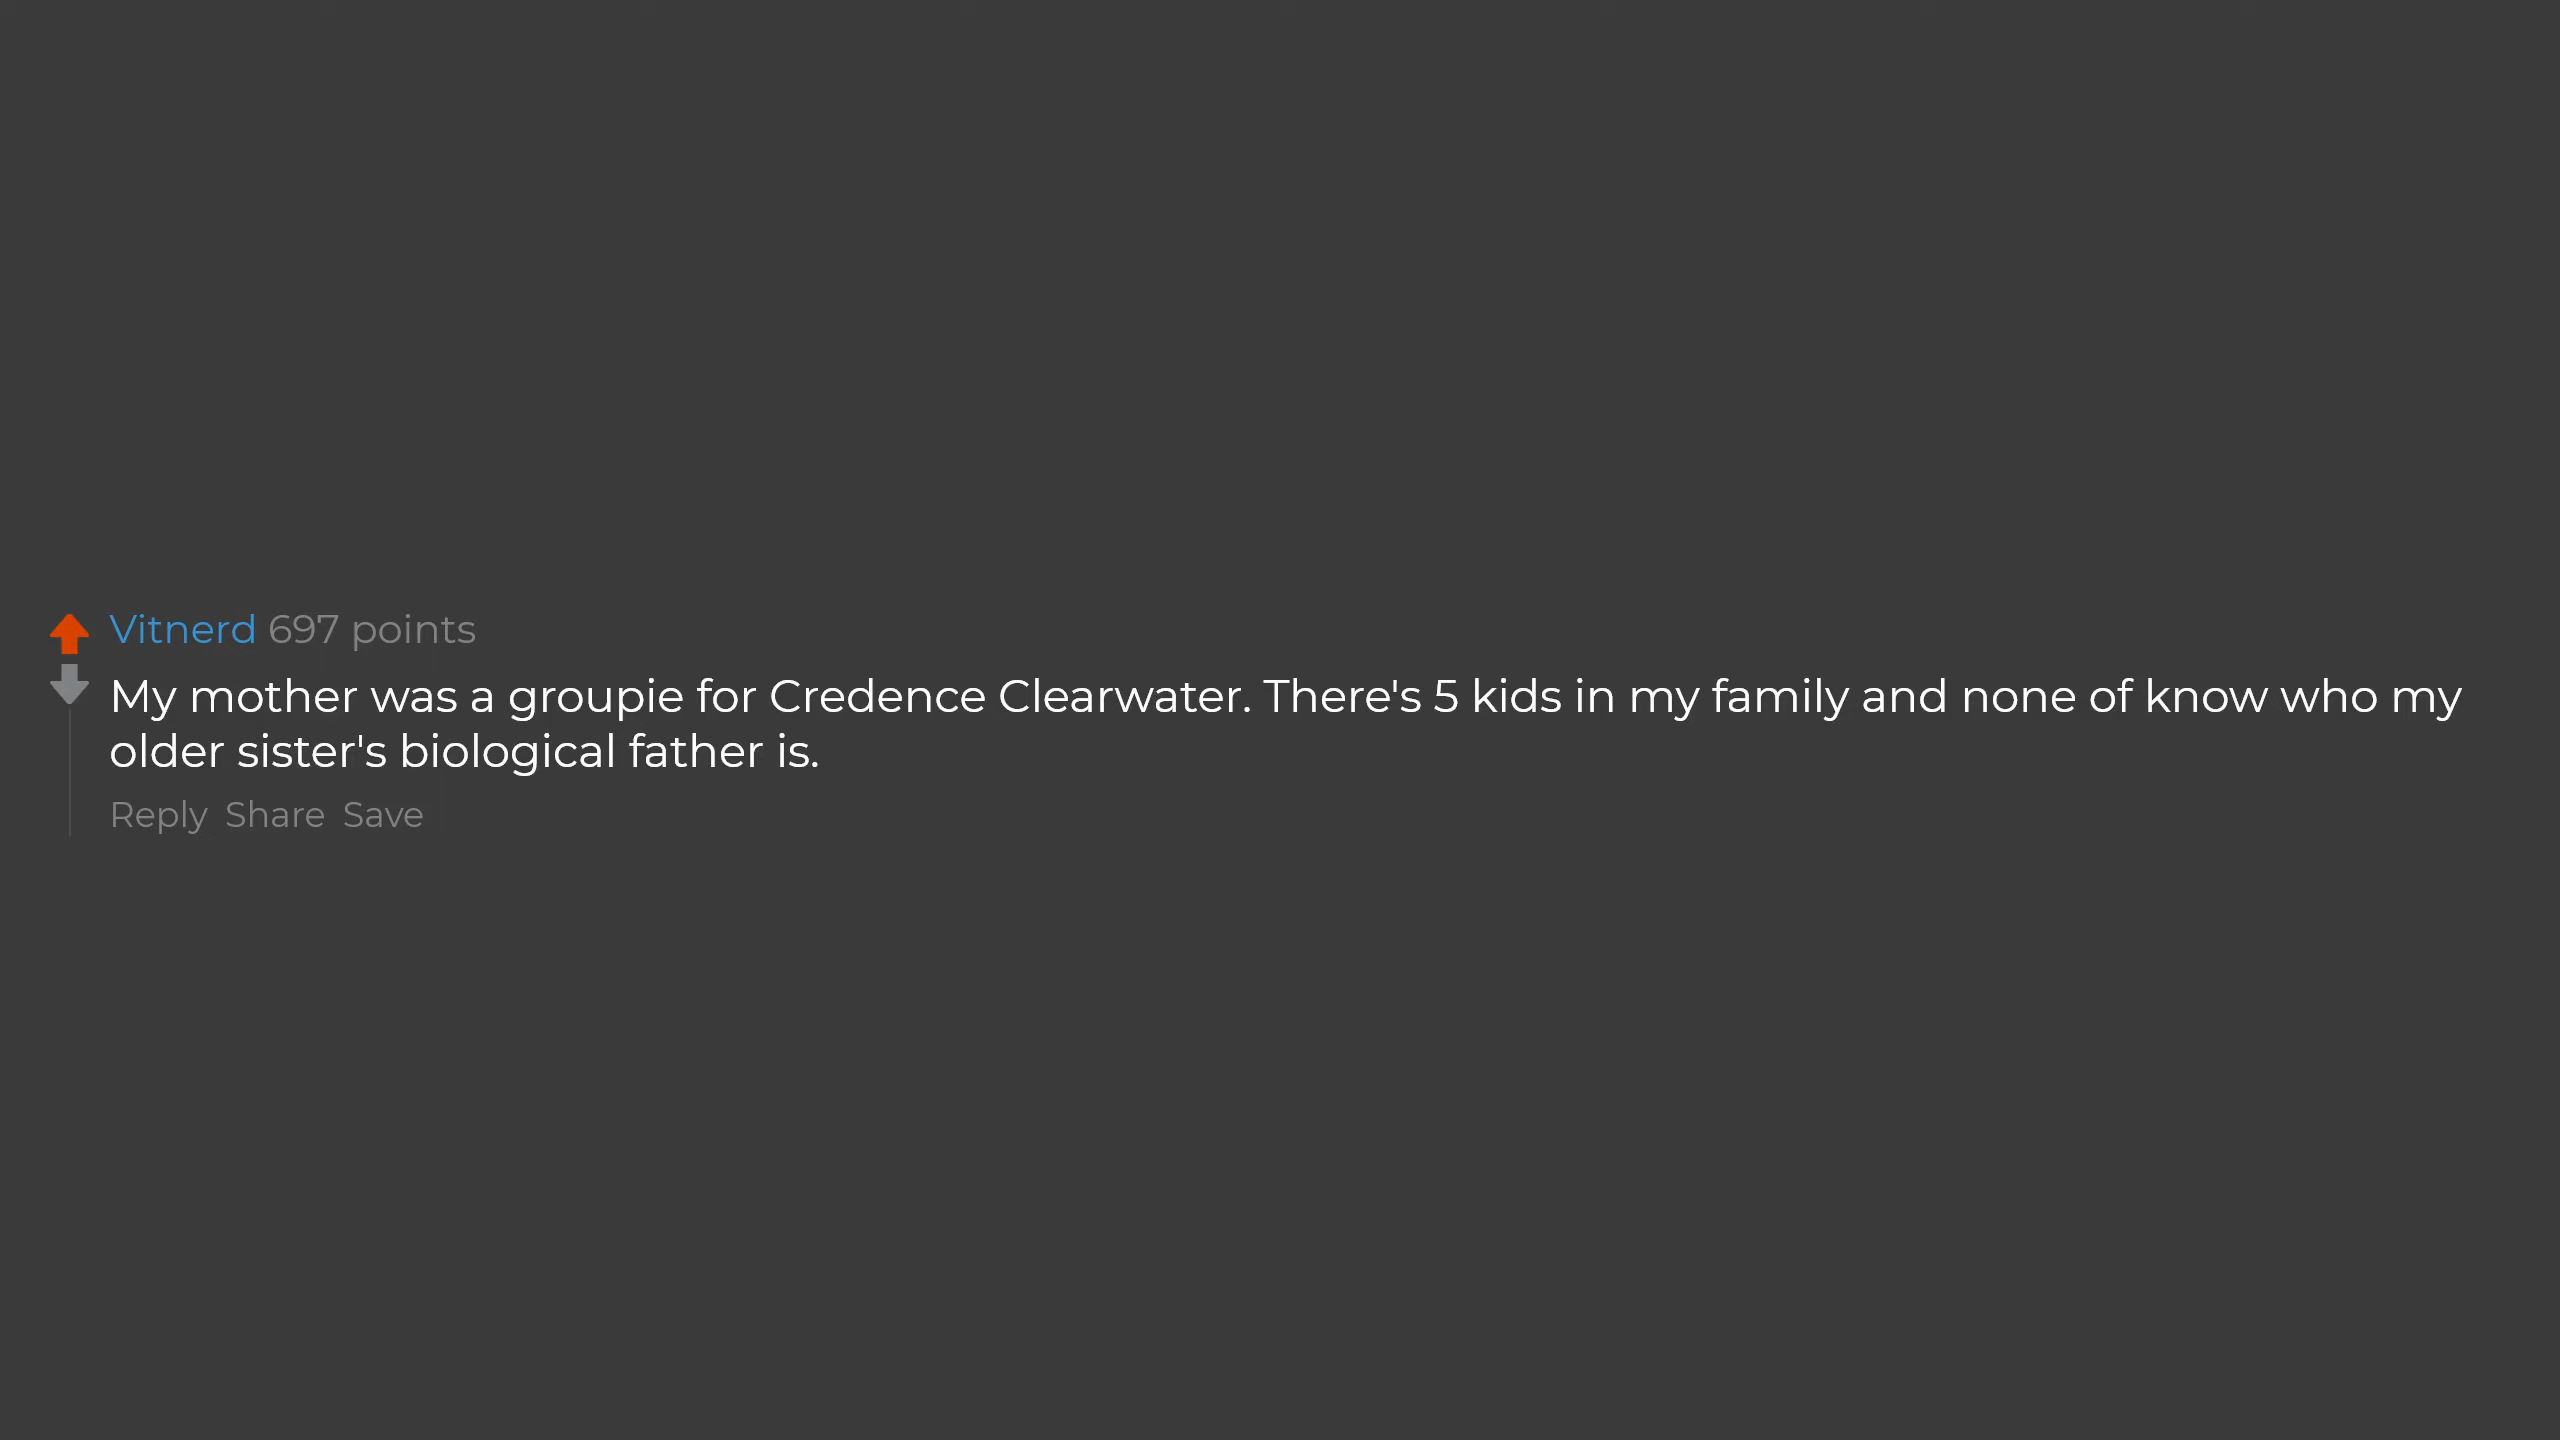 Vitnerd 697 points
My mother was a groupie for Credence Clearwater. There's 5 kids in my family and none of know who my
older sister's biological father is.
Reply Share Save